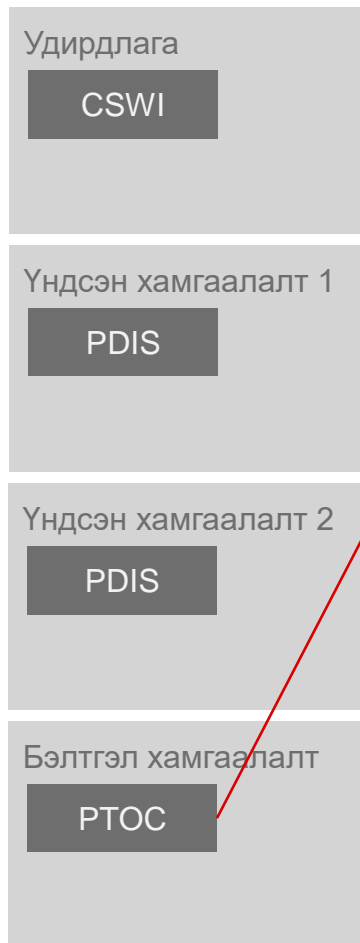 Удирдлага
CSWI
Үндсэн хамгаалалт 1
PDIS
Үндсэн хамгаалалт 2
PDIS
Бэлтгэл хамгаалалт
PTOC